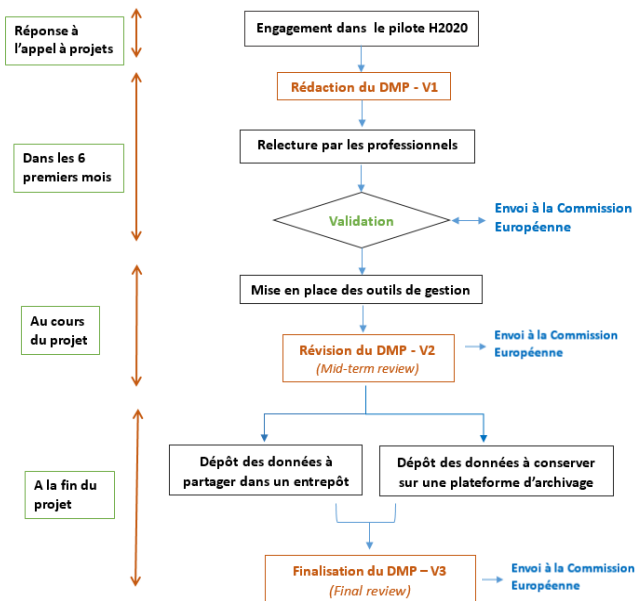 Réponse à
l'appel à projets
Engagement dans le pilote H2020
Rédaction du DMP - V1
Relecture par les professionnels
Dans les 6
premiers mois
Validation
Envoi à la Commission
Européenne
Mise en place des outils de gestion
Au cours
du projet
Révision du DMP - V2
(Mid-term review)
Envoi à la Commission
Européenne
Dépôt des données à
partager dans un entrepôt
Dépôt des données à conserver
sur une plateforme d'archivage
A la fin du
projet
Finalisation du DMP – V3
(Final review)
Envoi à la Commission
Européenne